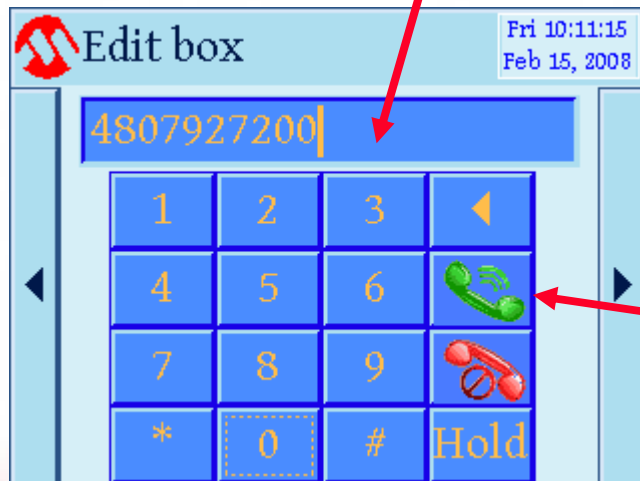 Edit box
Fri 10:11:15
Feb 15, 2008
4807927200
1 2 3
4 5 6
7 8 9
* 0 # Hold